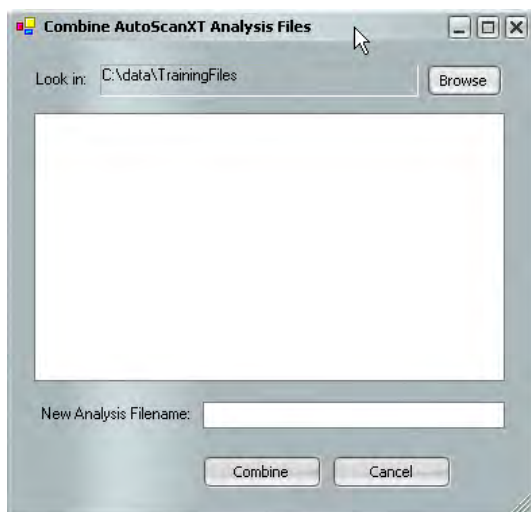 Combine AutoScanXT Analysis Files
Look in: C:\data\TrainingFiles Browse
New Analysis Filename:
Combine Cancel